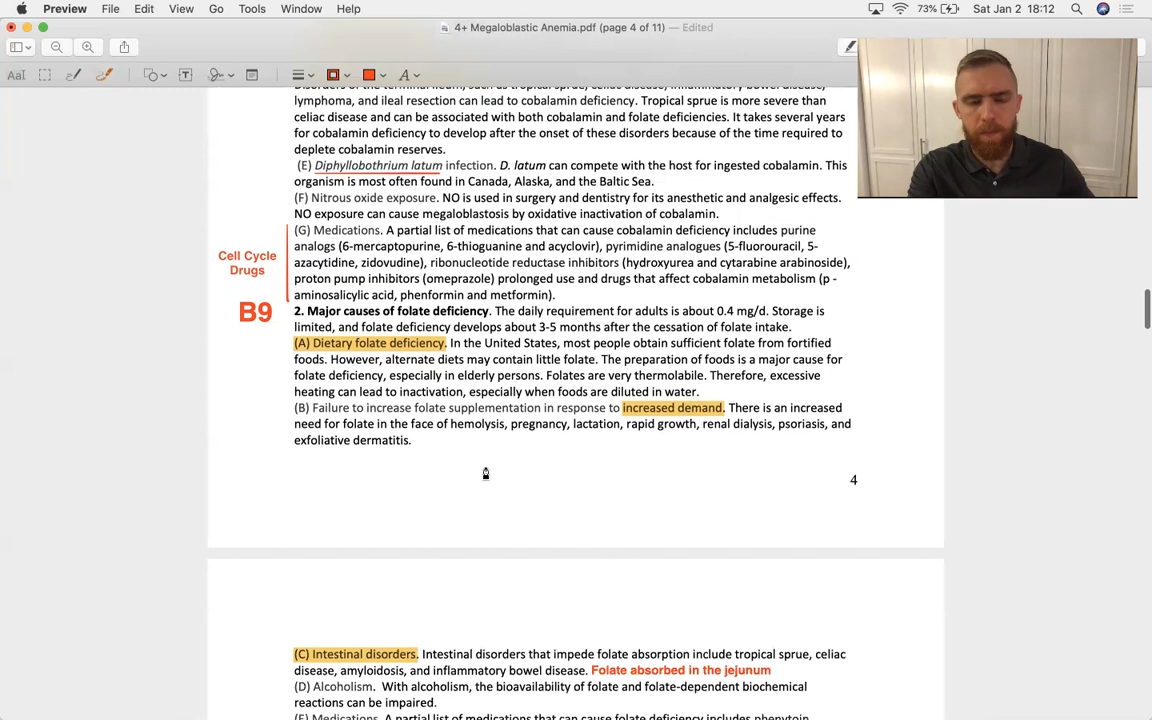 Preview File Edit View Go Tools Window Help 73% Sat Jan 2 18:12
4+ Megaloblastic Anemia.pdf (page 4 of 11) — Edited
AaI T A
lymphoma, and ileal resection can lead to cobalamin deficiency. Tropical sprue is more severe than
celiac disease and can be associated with both cobalamin and folate deficiencies. It takes several years
for cobalamin deficiency to develop after the onset of these disorders because of the time required to
deplete cobalamin reserves.
(E) Diphyllobothrium latum infection. D. latum can compete with the host for ingested cobalamin. This
organism is most often found in Canada, Alaska, and the Baltic Sea.
(F) Nitrous oxide exposure. NO is used in surgery and dentistry for its anesthetic and analgesic effects.
NO exposure can cause megaloblastosis by oxidative inactivation of cobalamin.
(G) Medications. A partial list of medications that can cause cobalamin deficiency includes purine
analogs (6-mercaptopurine, 6-thioguanine and acyclovir), pyrimidine analogues (5-fluorouracil, 5-
azacytidine, zidovudine), ribonucleotide reductase inhibitors (hydroxyurea and cytarabine arabinoside),
proton pump inhibitors (omeprazole) prolonged use and drugs that affect cobalamin metabolism (p -
aminosalicylic acid, phenformin and metformin).
Cell Cycle
Drugs
B9
2. Major causes of folate deficiency. The daily requirement for adults is about 0.4 mg/d. Storage is
limited, and folate deficiency develops about 3-5 months after the cessation of folate intake.
(A) Dietary folate deficiency. In the United States, most people obtain sufficient folate from fortified
foods. However, alternate diets may contain little folate. The preparation of foods is a major cause for
folate deficiency, especially in elderly persons. Folates are very thermolabile. Therefore, excessive
heating can lead to inactivation, especially when foods are diluted in water.
(B) Failure to increase folate supplementation in response to increased demand. There is an increased
need for folate in the face of hemolysis, pregnancy, lactation, rapid growth, renal dialysis, psoriasis, and
exfoliative dermatitis.
4
(C) Intestinal disorders. Intestinal disorders that impede folate absorption include tropical sprue, celiac
disease, amyloidosis, and inflammatory bowel disease. Folate absorbed in the jejunum
(D) Alcoholism. With alcoholism, the bioavailability of folate and folate-dependent biochemical
reactions can be impaired.
(E) Medications. A partial list of medications that can cause folate deficiency includes phenytoin,